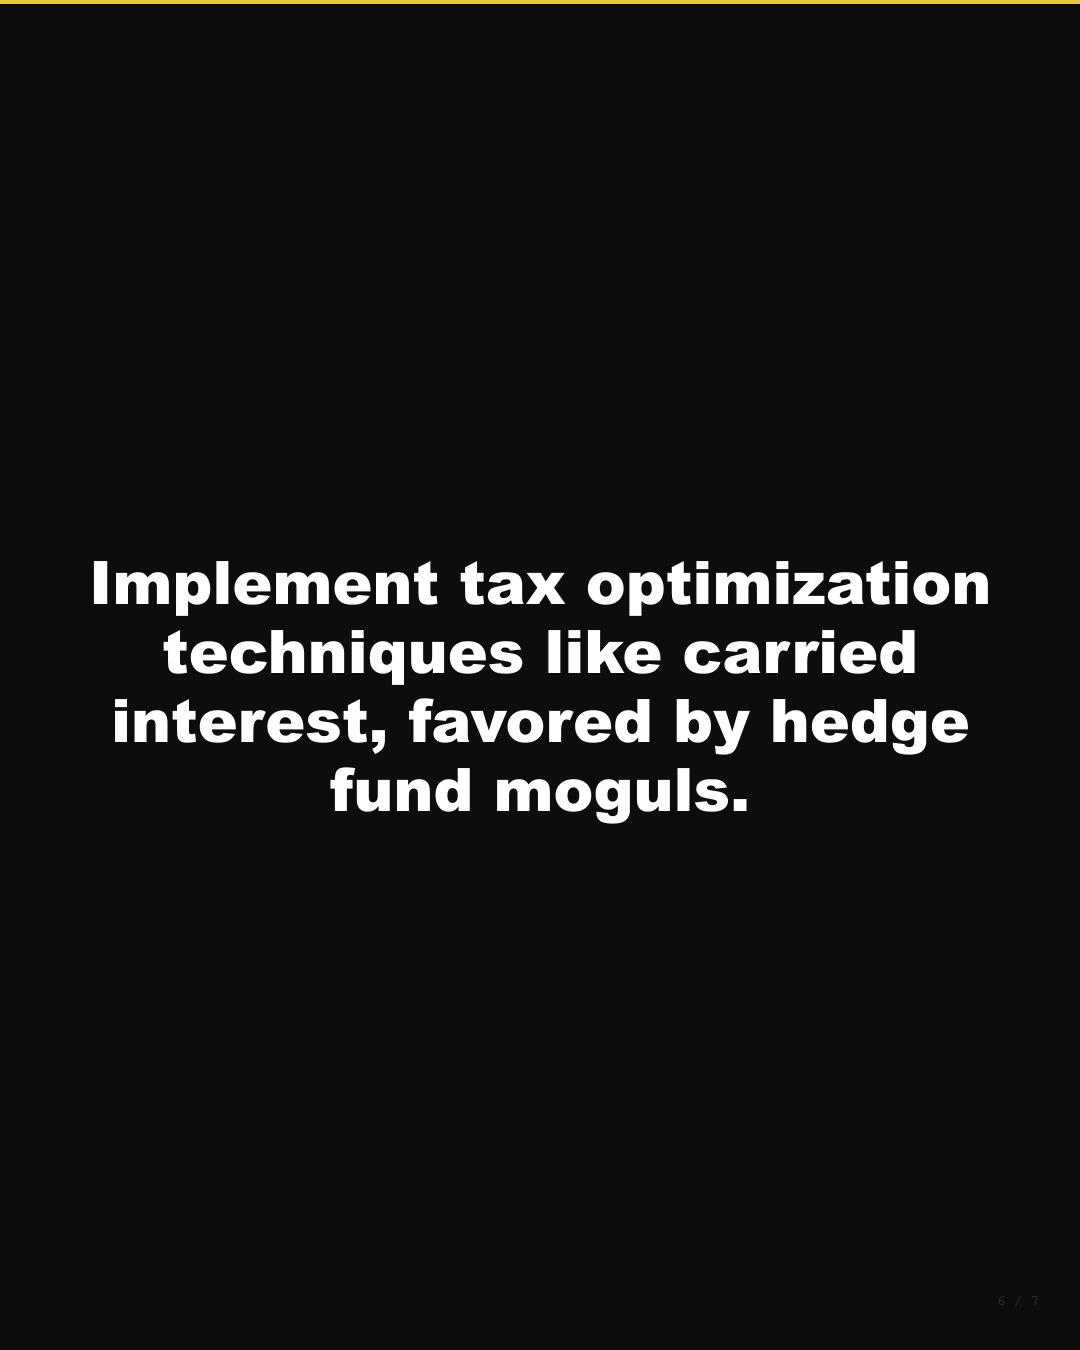 Implement tax optimization
techniques like carried
interest, favored by hedge
fund moguls.
6 / 7